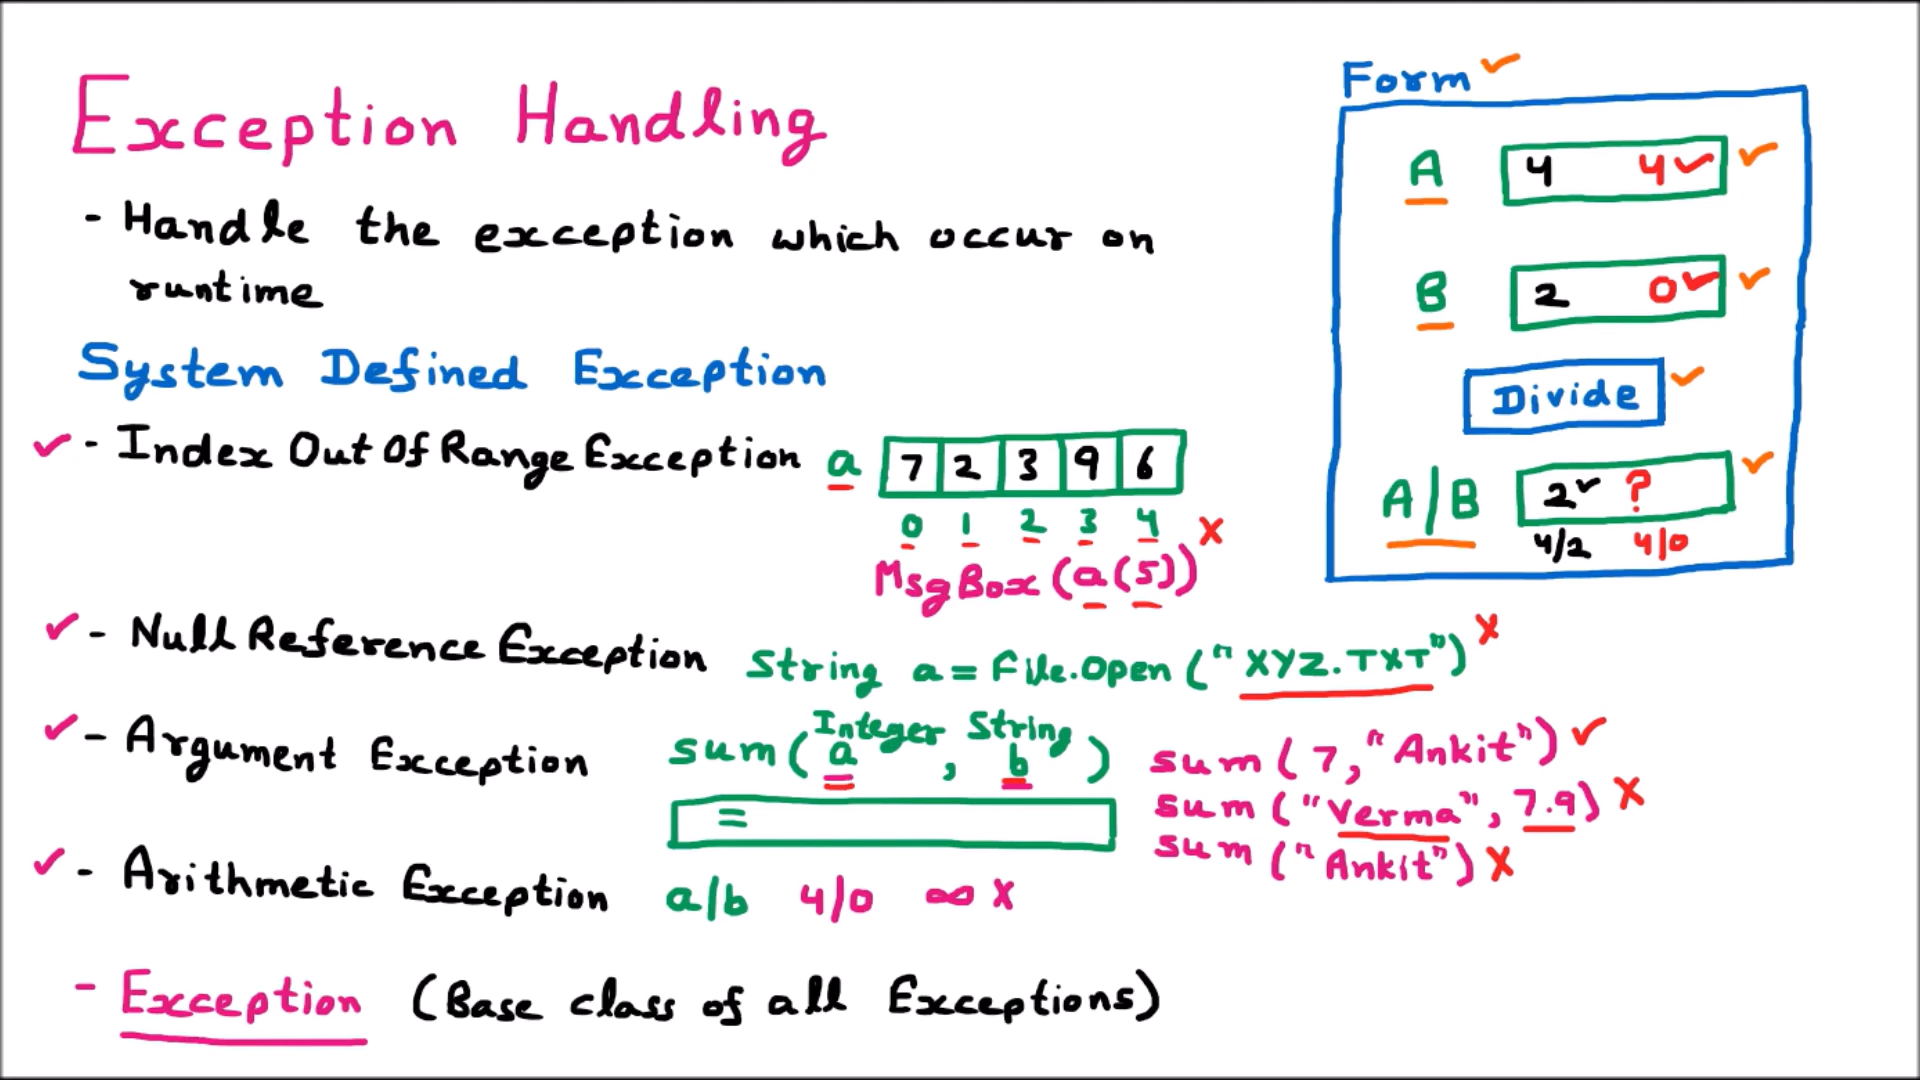 Exception Handling
- Handle the exception which occur on
runtime
System Defined Exception
✓ - Index Out Of Range Exception a 7 2 3 9 6
0 1 2 3 4 X
MsgBox (a(5))
✓ - Null Reference Exception String a = File.Open ("XYZ.TXT") X
✓ - Argument Exception sum ( a , b )
Integer String
=
sum ( 7, "Ankit") ✓
sum ( "Verma", 7.9) X
sum ("Ankit") X
✓ - Arithmetic Exception a/b 4/0 ∞ X
- Exception (Base class of all Exceptions)
Form ✓
A 4 4 ✓ ✓
B 2 0 ✓ ✓
Divide ✓
A/B 2 ✓ ? ✓
4/2 4/0